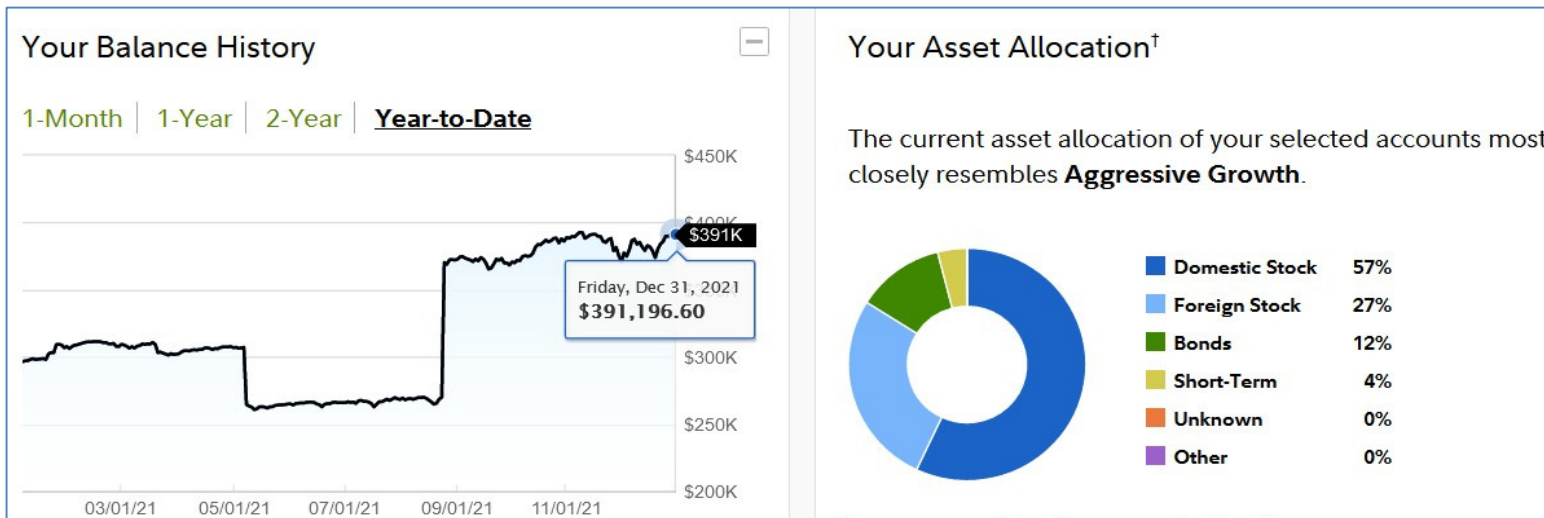 Your Balance History
1-Month
1-Year
2-Year
Year-to-Date
$450K
$400K
$391K
Friday, Dec 31, 2021
$391,196.60
$300K
$250K
$200K
03/01/21
05/01/21
07/01/21
09/01/21
11/01/21
Your Asset Allocation†
The current asset allocation of your selected accounts most
closely resembles Aggressive Growth.
Domestic Stock 57%
Foreign Stock 27%
Bonds 12%
Short-Term 4%
Unknown 0%
Other 0%